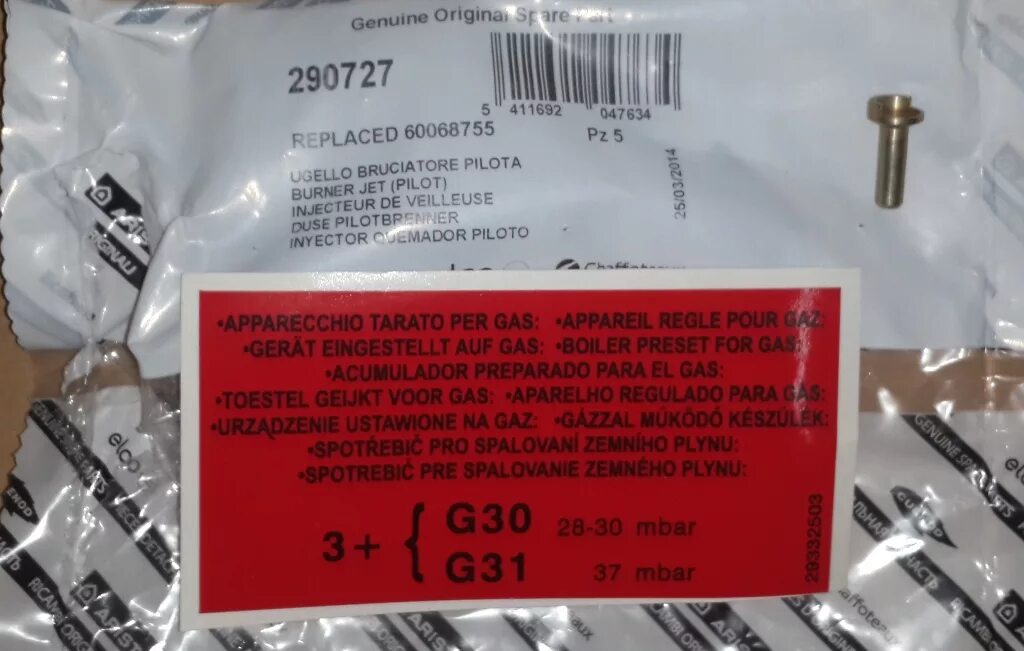 Genuine Original Spare Part
290727
5 411692 047634
REPLACED 60068755
Pz 5
UGELLO BRUCIATORE PILOTA
BURNER JET (PILOT)
INJECTEUR DE VEILLEUSE
DUSE PILOTBRENNER
INYECTOR QUEMADOR PILOTO
25/03/2014
elco
Chaffoteaux
•APPARECCHIO TARATO PER GAS: •APPAREIL REGLE POUR GAZ:
•GERÄT EINGESTELLT AUF GAS: •BOILER PRESET FOR GAS:
•ACUMULADOR PREPARADO PARA EL GAS:
•TOESTEL GEIJKT VOOR GAS: •APARELHO REGULADO PARA GAS:
•URZĄDZENIE USTAWIONE NA GAZ: •GÁZZAL MŰKÖDŐ KÉSZÜLÉK:
•SPOTŘEBIČ PRO SPALOVANÍ ZEMNÍHO PLYNU:
•SPOTREBIČ PRE SPALOVANIE ZEMNÉHO PLYNU:
3+ { G30 28-30 mbar
G31 37 mbar
29332503
elco
GENUINE